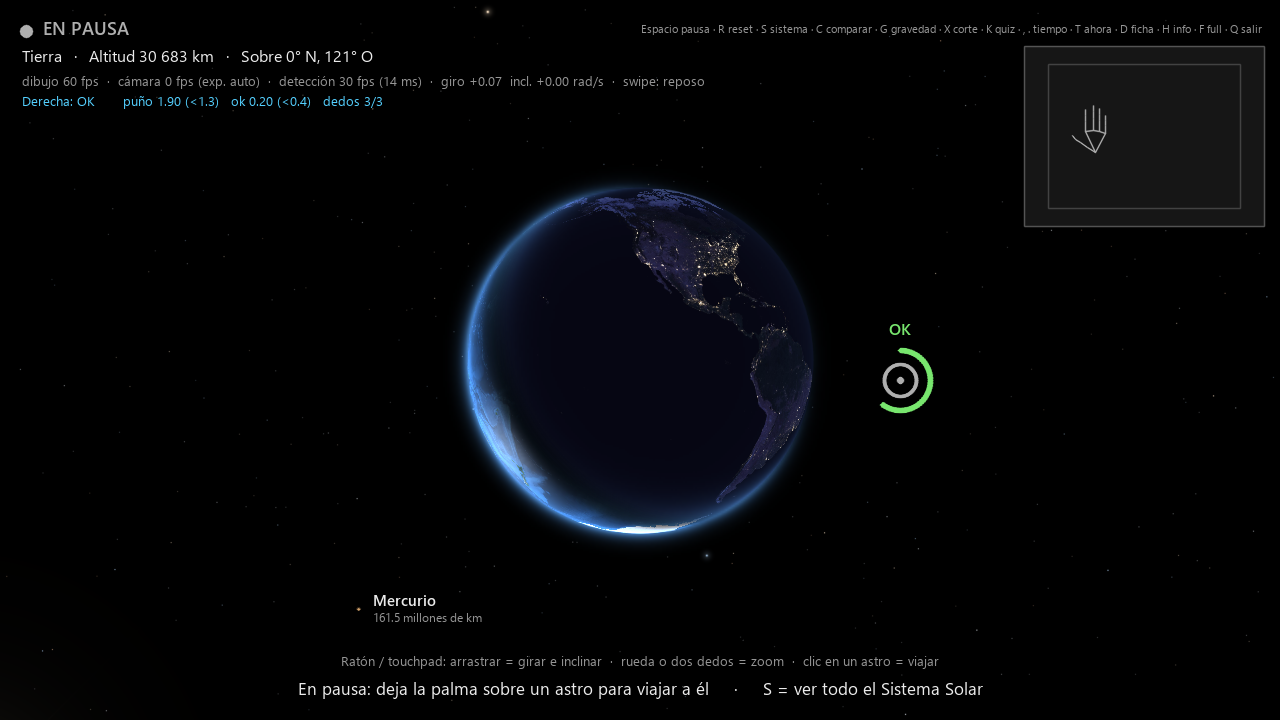 EN PAUSA
Espacio pausa · R reset · S sistema · C comparar · G gravedad · X corte · K quiz · , . tiempo · T ahora · D ficha · H info · F full · Q salir
Tierra · Altitud 30 683 km · Sobre 0° N, 121° O
dibujo 60 fps · cámara 0 fps (exp. auto) · detección 30 fps (14 ms) · giro +0.07 incl. +0.00 rad/s · swipe: reposo
Derecha: OK puño 1.90 (<1.3) ok 0.20 (<0.4) dedos 3/3
OK
Mercurio
161.5 millones de km
Ratón / touchpad: arrastrar = girar e inclinar · rueda o dos dedos = zoom · clic en un astro = viajar
En pausa: deja la palma sobre un astro para viajar a él · S = ver todo el Sistema Solar